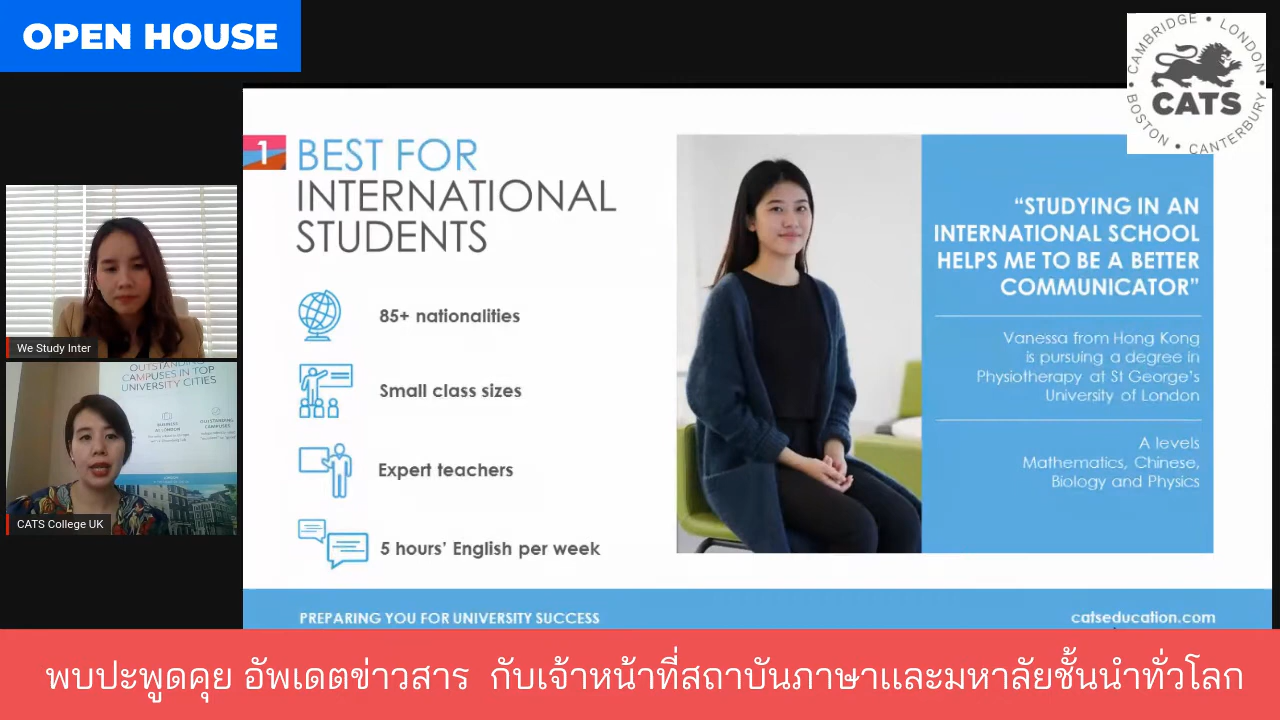 OPEN HOUSE
CAMBRIDGE • LONDON • BOSTON • CANTERBURY
CATS
1
BEST FOR
INTERNATIONAL
STUDENTS
85+ nationalities
Small class sizes
Expert teachers
5 hours’ English per week
“STUDYING IN AN
INTERNATIONAL SCHOOL
HELPS ME TO BE A BETTER
COMMUNICATOR”
Vanessa from Hong Kong
is pursuing a degree in
Physiotherapy at St George’s
University of London
A levels
Mathematics, Chinese,
Biology and Physics
We Study Inter
OUTSTANDING
CAMPUSES IN TOP
UNIVERSITY CITIES
CATS College UK
PREPARING YOU FOR UNIVERSITY SUCCESS
catseducation.com
พบปะพูดคุย อัพเดตข่าวสาร กับเจ้าหน้าที่สถาบันภาษาและมหาลัยชั้นนำทั่วโลก